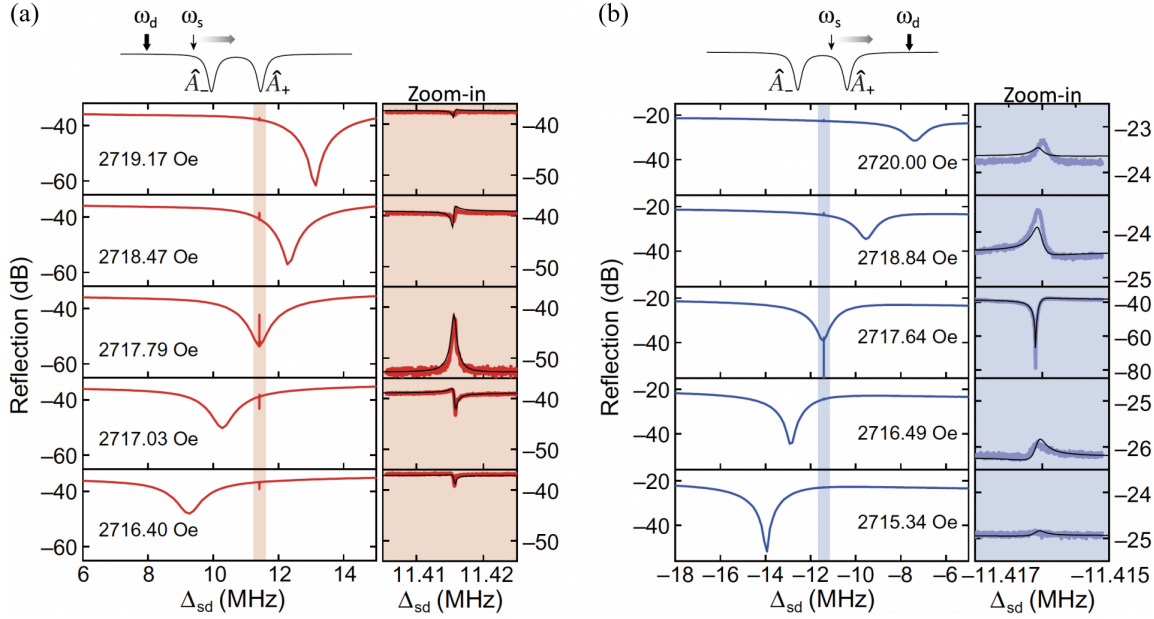 (a)
ω_d
ω_s
Â_-
Â_+
Zoom-in
Reflection (dB)
−40
−60
2719.17 Oe
−40
−50
−40
−60
2718.47 Oe
−40
−50
−40
−60
2717.79 Oe
−40
−50
−40
−60
2717.03 Oe
−40
−50
−40
−60
2716.40 Oe
−40
−50
6 8 10 12 14
11.41 11.42
Δ_sd (MHz)
Δ_sd (MHz)
(b)
ω_s
ω_d
Â_-
Â_+
Zoom-in
Reflection (dB)
−20
−40
2720.00 Oe
−23
−24
−20
−40
2718.84 Oe
−24
−25
−20
−40
−60
2717.64 Oe
−40
−60
−80
−20
−40
2716.49 Oe
−25
−26
−20
−40
2715.34 Oe
−24
−25
−18 −16 −14 −12 −10 −8 −6
−11.417 −11.415
Δ_sd (MHz)
Δ_sd (MHz)